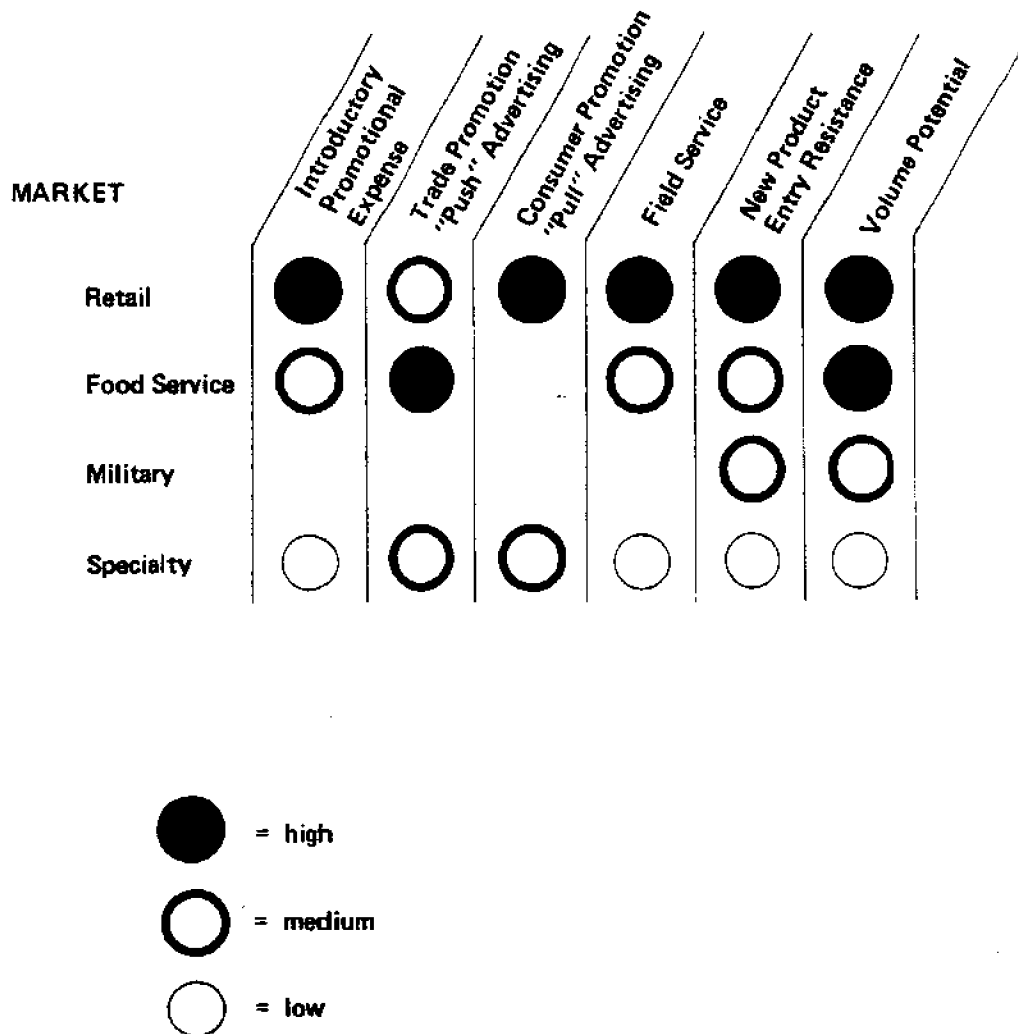 Introductory
Promotional
Expense
Trade Promotion
"Push" Advertising
Consumer Promotion
"Pull" Advertising
Field Service
New Product
Entry Resistance
Volume Potential
MARKET
Retail
Food Service
Military
Specialty
= high
= medium
= low